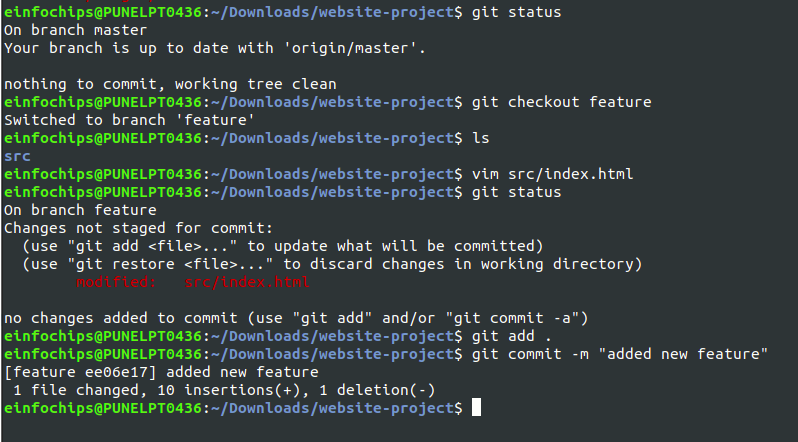 einfochips@PUNELPT0436:~/Downloads/website-project$ git status
On branch master
Your branch is up to date with 'origin/master'.

nothing to commit, working tree clean
einfochips@PUNELPT0436:~/Downloads/website-project$ git checkout feature
Switched to branch 'feature'
einfochips@PUNELPT0436:~/Downloads/website-project$ ls
src
einfochips@PUNELPT0436:~/Downloads/website-project$ vim src/index.html
einfochips@PUNELPT0436:~/Downloads/website-project$ git status
On branch feature
Changes not staged for commit:
  (use "git add <file>..." to update what will be committed)
  (use "git restore <file>..." to discard changes in working directory)
        modified:   src/index.html

no changes added to commit (use "git add" and/or "git commit -a")
einfochips@PUNELPT0436:~/Downloads/website-project$ git add .
einfochips@PUNELPT0436:~/Downloads/website-project$ git commit -m "added new feature"
[feature ee06e17] added new feature
 1 file changed, 10 insertions(+), 1 deletion(-)
einfochips@PUNELPT0436:~/Downloads/website-project$